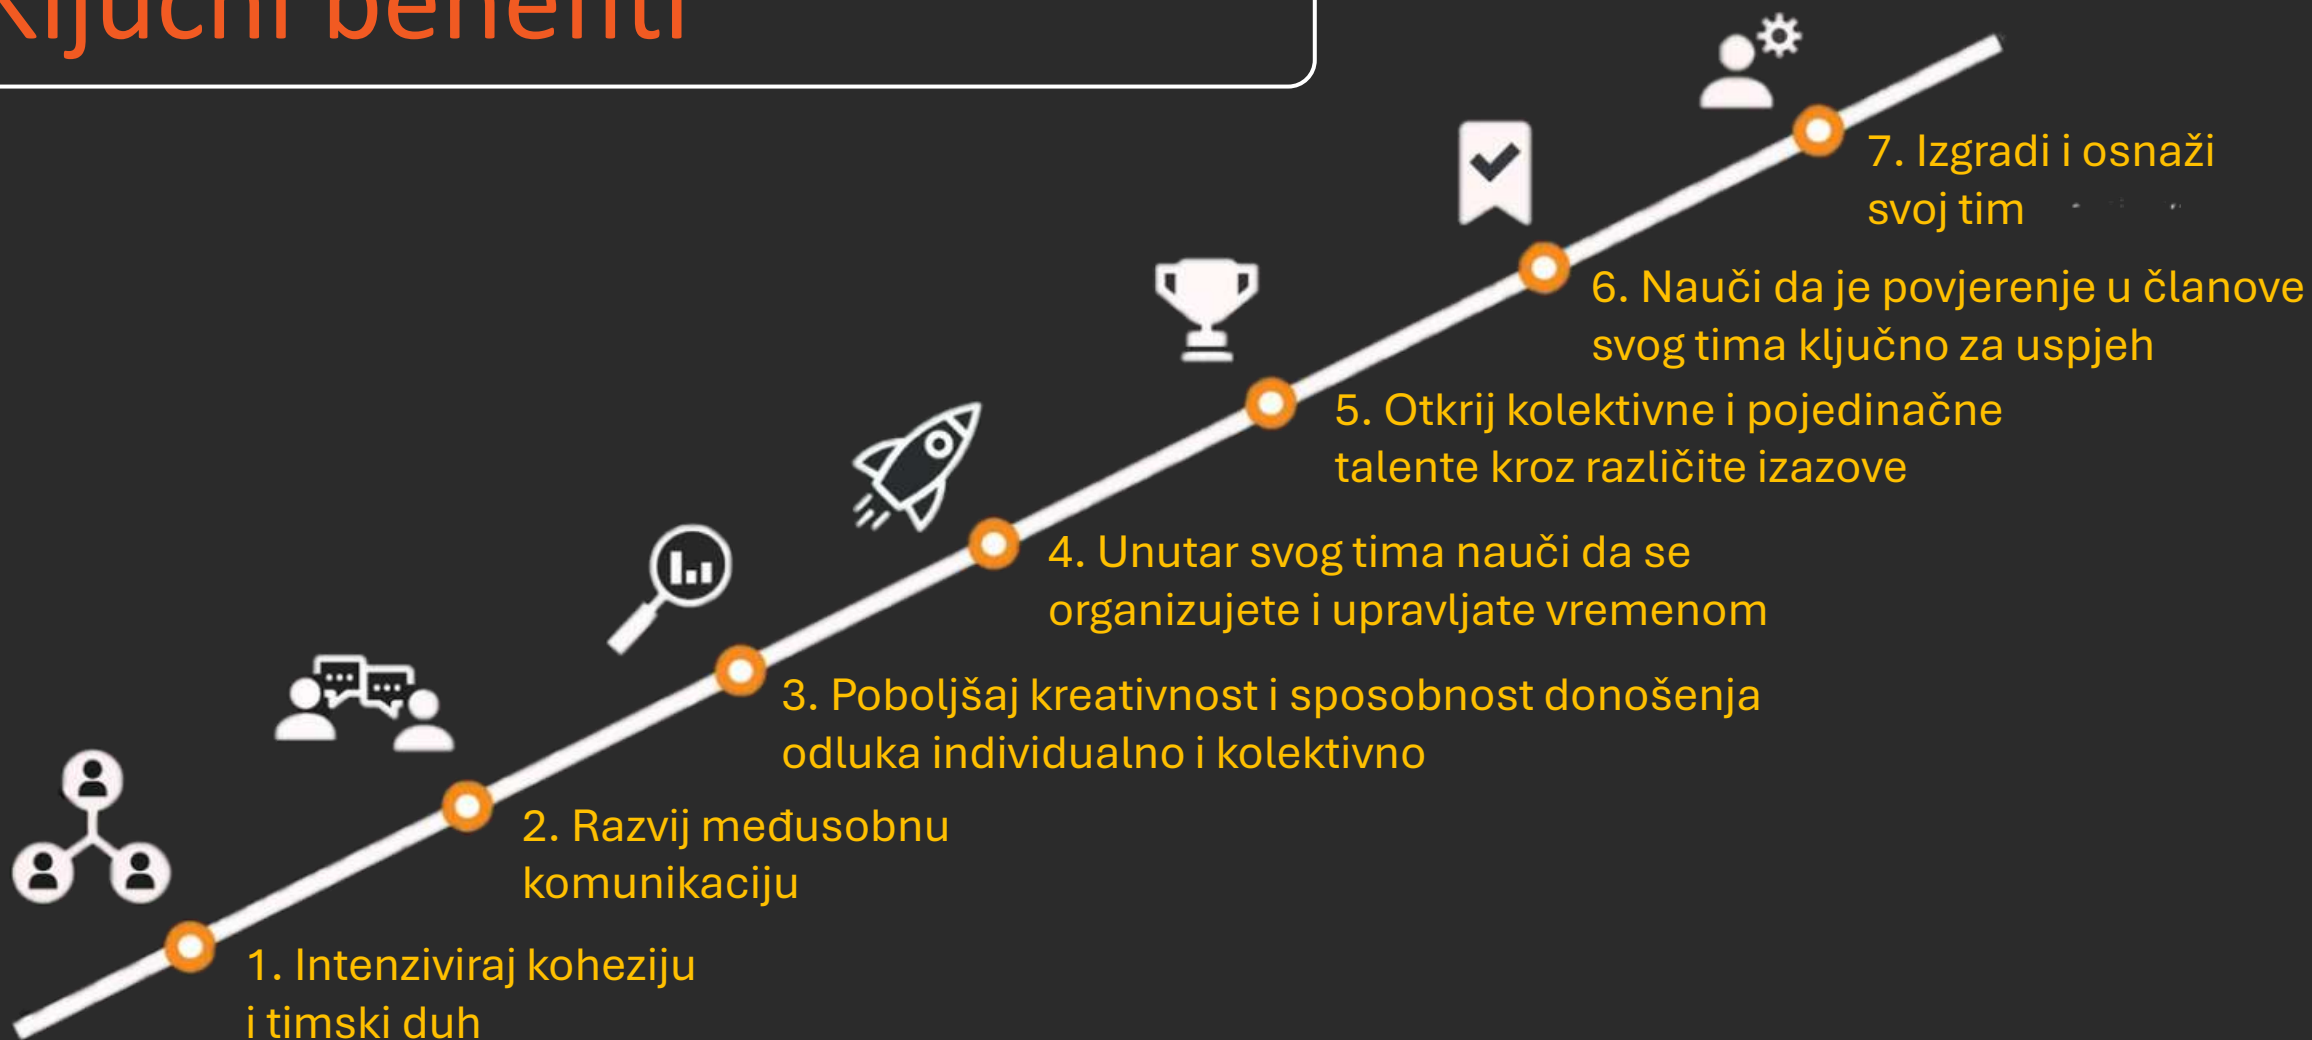 Ključni benefiti
7. Izgradi i osnaži
svoj tim
6. Nauči da je povjerenje u članove
svog tima ključno za uspjeh
5. Otkrij kolektivne i pojedinačne
talente kroz različite izazove
4. Unutar svog tima nauči da se
organizujete i upravljate vremenom
3. Poboljšaj kreativnost i sposobnost donošenja
odluka individualno i kolektivno
2. Razvij međusobnu
komunikaciju
1. Intenziviraj koheziju
i timski duh